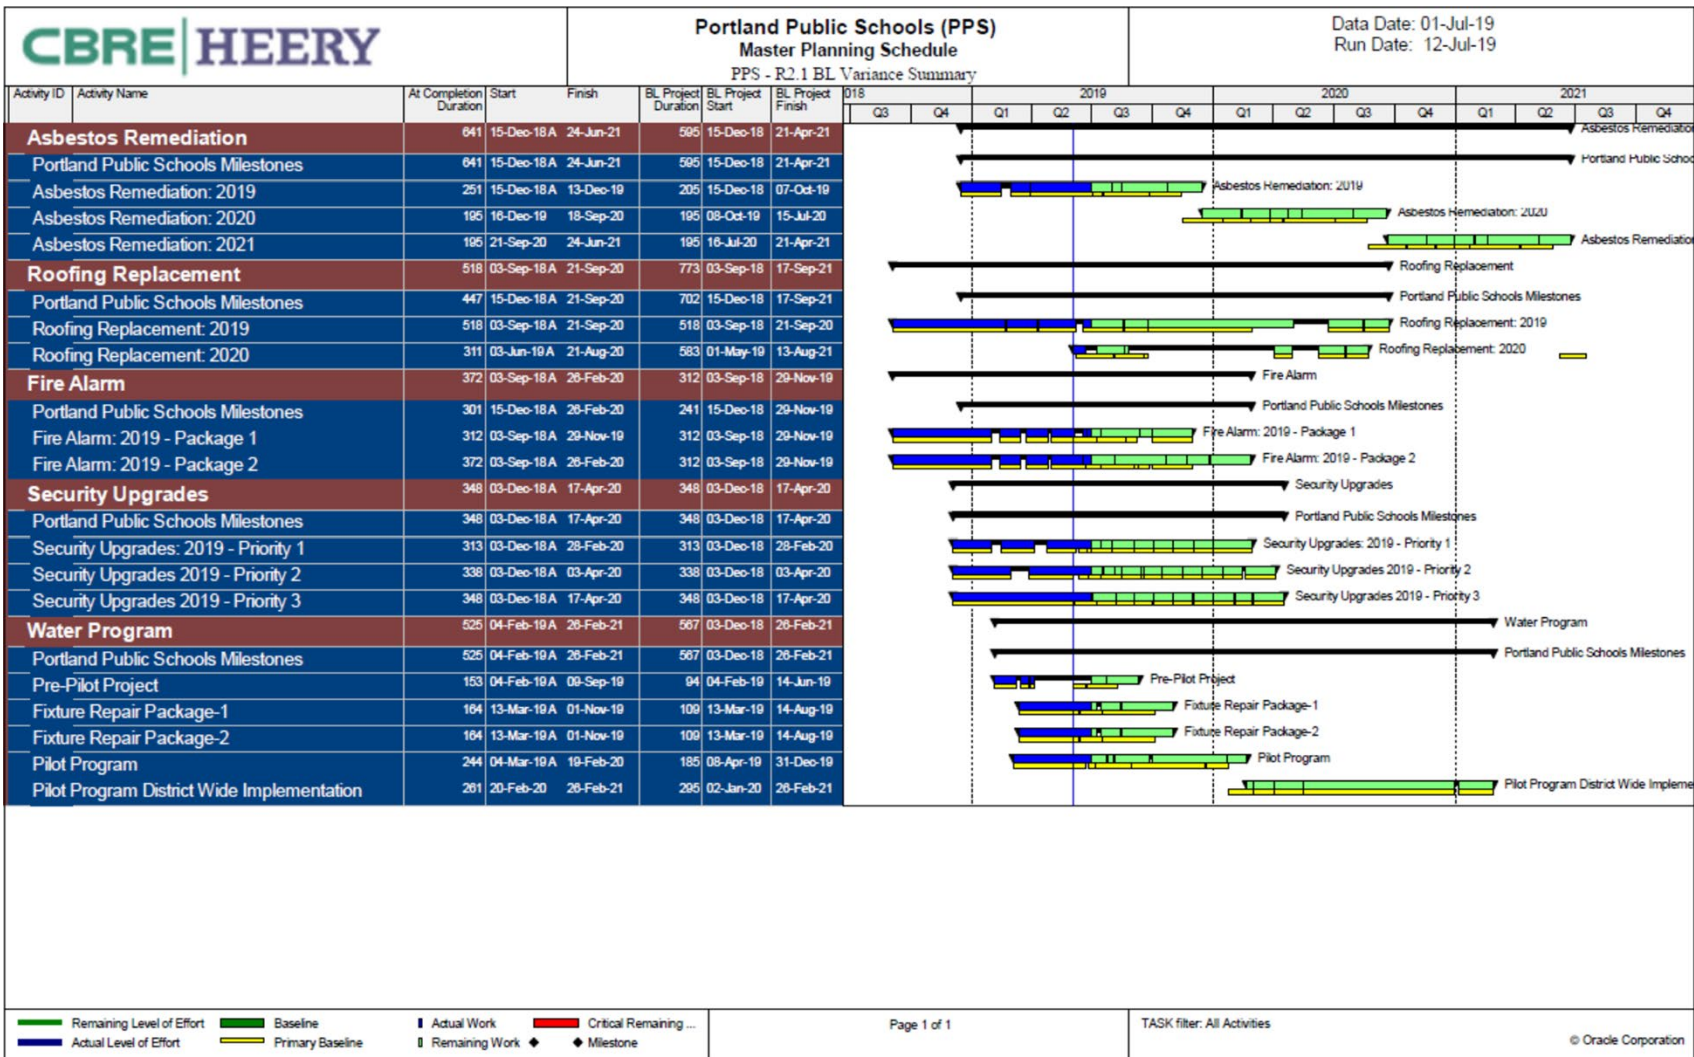 CBRE | HEERY
Portland Public Schools (PPS)
Master Planning Schedule
PPS - R2.1 BL Variance Summary
Data Date: 01-Jul-19
Run Date: 12-Jul-19
Activity ID Activity Name At Completion Duration Start Finish BL Project Duration BL Project Start BL Project Finish
018 2019 2020 2021
Q3 Q4 Q1 Q2 Q3 Q4 Q1 Q2 Q3 Q4 Q1 Q2 Q3 Q4
Asbestos Remediation 641 15-Dec-18 A 24-Jun-21 595 15-Dec-18 21-Apr-21 Asbestos Remediation
Portland Public Schools Milestones 641 15-Dec-18 A 24-Jun-21 595 15-Dec-18 21-Apr-21 Portland Public Schoo
Asbestos Remediation: 2019 251 15-Dec-18 A 13-Dec-19 205 15-Dec-18 07-Oct-19 Asbestos Remediation: 2019
Asbestos Remediation: 2020 195 16-Dec-19 18-Sep-20 195 08-Oct-19 15-Jul-20 Asbestos Remediation: 2020
Asbestos Remediation: 2021 195 21-Sep-20 24-Jun-21 195 16-Jul-20 21-Apr-21 Asbestos Remediation
Roofing Replacement 518 03-Sep-18 A 21-Sep-20 773 03-Sep-18 17-Sep-21 Roofing Replacement
Portland Public Schools Milestones 447 15-Dec-18 A 21-Sep-20 702 15-Dec-18 17-Sep-21 Portland Public Schools Milestones
Roofing Replacement: 2019 518 03-Sep-18 A 21-Sep-20 518 03-Sep-18 21-Sep-20 Roofing Replacement: 2019
Roofing Replacement: 2020 311 03-Jun-19 A 21-Aug-20 583 01-May-19 13-Aug-21 Roofing Replacement: 2020
Fire Alarm 372 03-Sep-18 A 26-Feb-20 312 03-Sep-18 29-Nov-19 Fire Alarm
Portland Public Schools Milestones 301 15-Dec-18 A 26-Feb-20 241 15-Dec-18 29-Nov-19 Portland Public Schools Milestones
Fire Alarm: 2019 - Package 1 312 03-Sep-18 A 29-Nov-19 312 03-Sep-18 29-Nov-19 Fire Alarm: 2019 - Package 1
Fire Alarm: 2019 - Package 2 372 03-Sep-18 A 26-Feb-20 312 03-Sep-18 29-Nov-19 Fire Alarm: 2019 - Package 2
Security Upgrades 348 03-Dec-18 A 17-Apr-20 348 03-Dec-18 17-Apr-20 Security Upgrades
Portland Public Schools Milestones 348 03-Dec-18 A 17-Apr-20 348 03-Dec-18 17-Apr-20 Portland Public Schools Milestones
Security Upgrades: 2019 - Priority 1 313 03-Dec-18 A 28-Feb-20 313 03-Dec-18 28-Feb-20 Security Upgrades: 2019 - Priority 1
Security Upgrades 2019 - Priority 2 338 03-Dec-18 A 03-Apr-20 338 03-Dec-18 03-Apr-20 Security Upgrades 2019 - Priority 2
Security Upgrades 2019 - Priority 3 348 03-Dec-18 A 17-Apr-20 348 03-Dec-18 17-Apr-20 Security Upgrades 2019 - Priority 3
Water Program 525 04-Feb-19 A 26-Feb-21 567 03-Dec-18 26-Feb-21 Water Program
Portland Public Schools Milestones 525 04-Feb-19 A 26-Feb-21 567 03-Dec-18 26-Feb-21 Portland Public Schools Milestones
Pre-Pilot Project 153 04-Feb-19 A 09-Sep-19 94 04-Feb-19 14-Jun-19 Pre-Pilot Project
Fixture Repair Package-1 164 13-Mar-19 A 01-Nov-19 109 13-Mar-19 14-Aug-19 Fixture Repair Package-1
Fixture Repair Package-2 164 13-Mar-19 A 01-Nov-19 109 13-Mar-19 14-Aug-19 Fixture Repair Package-2
Pilot Program 244 04-Mar-19 A 19-Feb-20 185 08-Apr-19 31-Dec-19 Pilot Program
Pilot Program District Wide Implementation 261 20-Feb-20 26-Feb-21 295 02-Jan-20 26-Feb-21 Pilot Program District Wide Impleme
Remaining Level of Effort Baseline Actual Work Critical Remaining ...
Actual Level of Effort Primary Baseline Remaining Work Milestone
Page 1 of 1
TASK filter: All Activities
© Oracle Corporation